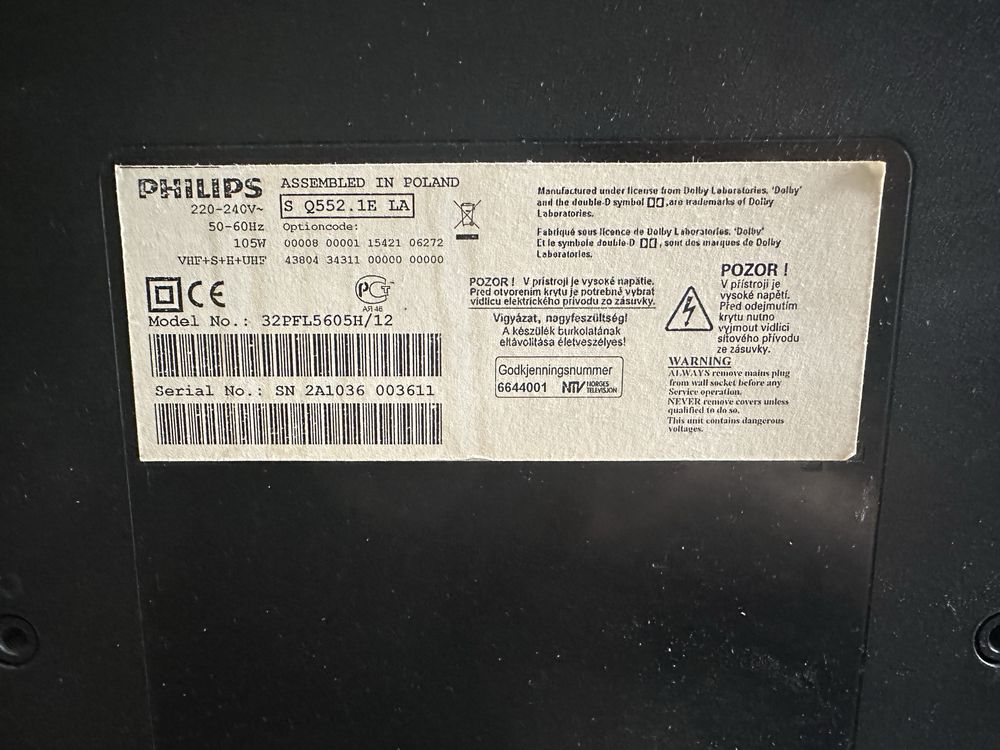 PHILIPS
ASSEMBLED IN POLAND
220-240V~
S Q552.1E LA
50-60Hz
Optioncode:
105W
00008 00001 15421 06272
VHF+S+H+UHF
43804 34311 00000 00000
CE
РСТ
АЯ46
Model No.: 32PFL5605H/12
Serial No.: SN 2A1036 003611
Manufactured under license from Dolby Laboratories. 'Dolby'
and the double-D symbol ,are trademarks of Dolby
Laboratories.
Fabriqué sous licence de Dolby Laboratories. 'Dolby'
Et le symbole double-D , sont des marques de Dolby
Laboratories.
POZOR ! V prístroji je vysoké napätie.
Pred otvorením krytu je potrebné vybrať
vidlicu elektrického prívodu zo zásuvky.
Vigyázat, nagyfeszültség!
A készülék burkolatának
eltávolítása életveszélyes!
Godkjenningsnummer
6644001 NTV NORGES
TELEVISJON
POZOR !
V přístroji je
vysoké napětí.
Před odejmutím
krytu nutno
vyjmout vidlici
síťového přívodu
ze zásuvky.
WARNING
ALWAYS remove mains plug
from wall socket before any
Service operation.
NEVER remove covers unless
qualified to do so.
This unit contains dangerous
voltages.